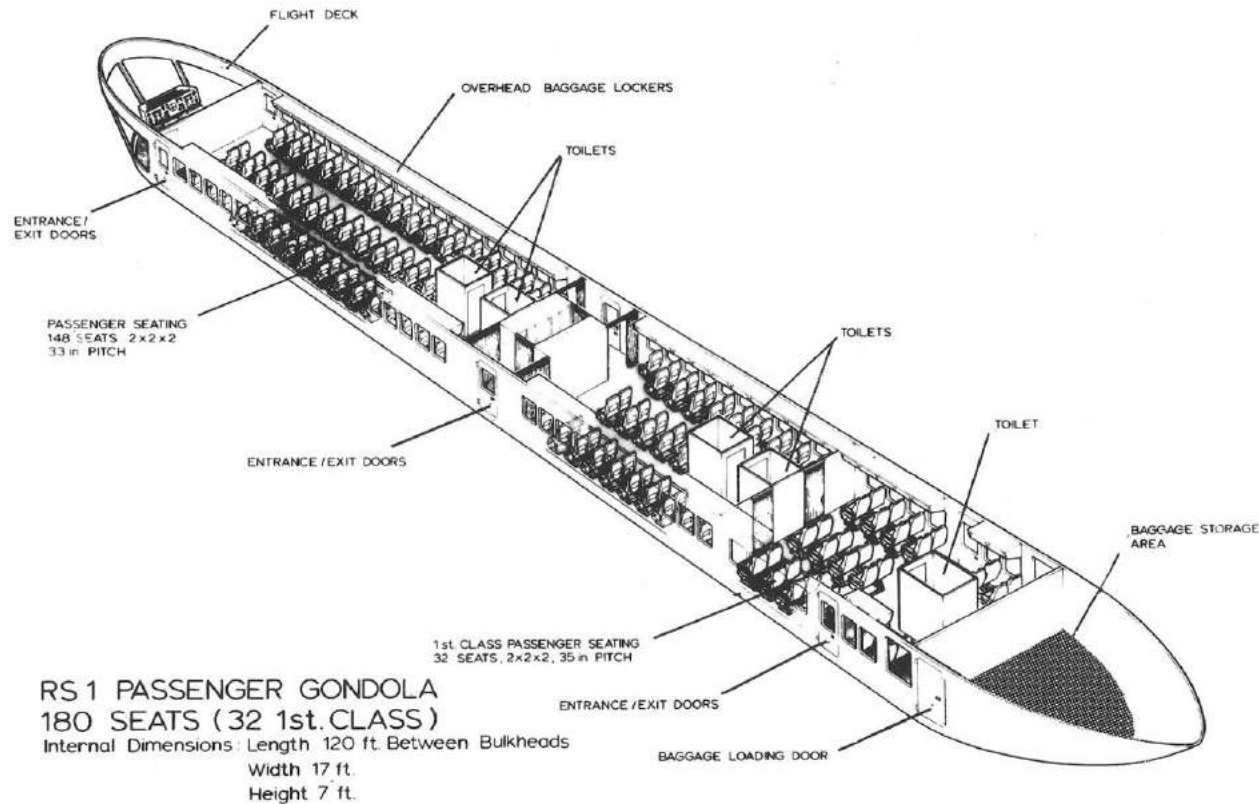 FLIGHT DECK
OVERHEAD BAGGAGE LOCKERS
TOILETS
ENTRANCE/
EXIT DOORS
PASSENGER SEATING
148 SEATS 2x2x2
33 in PITCH
TOILETS
ENTRANCE/EXIT DOORS
TOILET
BAGGAGE STORAGE
AREA
1st. CLASS PASSENGER SEATING
32 SEATS, 2x2x2, 35 in PITCH
ENTRANCE/EXIT DOORS
BAGGAGE LOADING DOOR
RS 1 PASSENGER GONDOLA
180 SEATS (32 1st. CLASS)
Internal Dimensions: Length 120 ft. Between Bulkheads
Width 17 ft.
Height 7 ft.